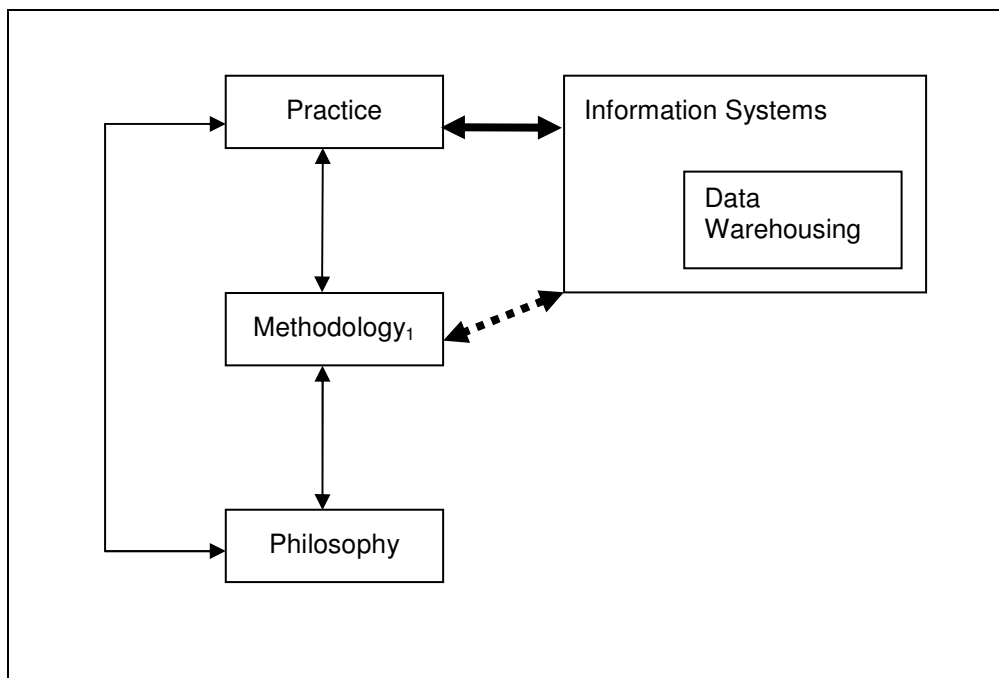 Practice
Information Systems
Data
Warehousing
Methodology₁
Philosophy